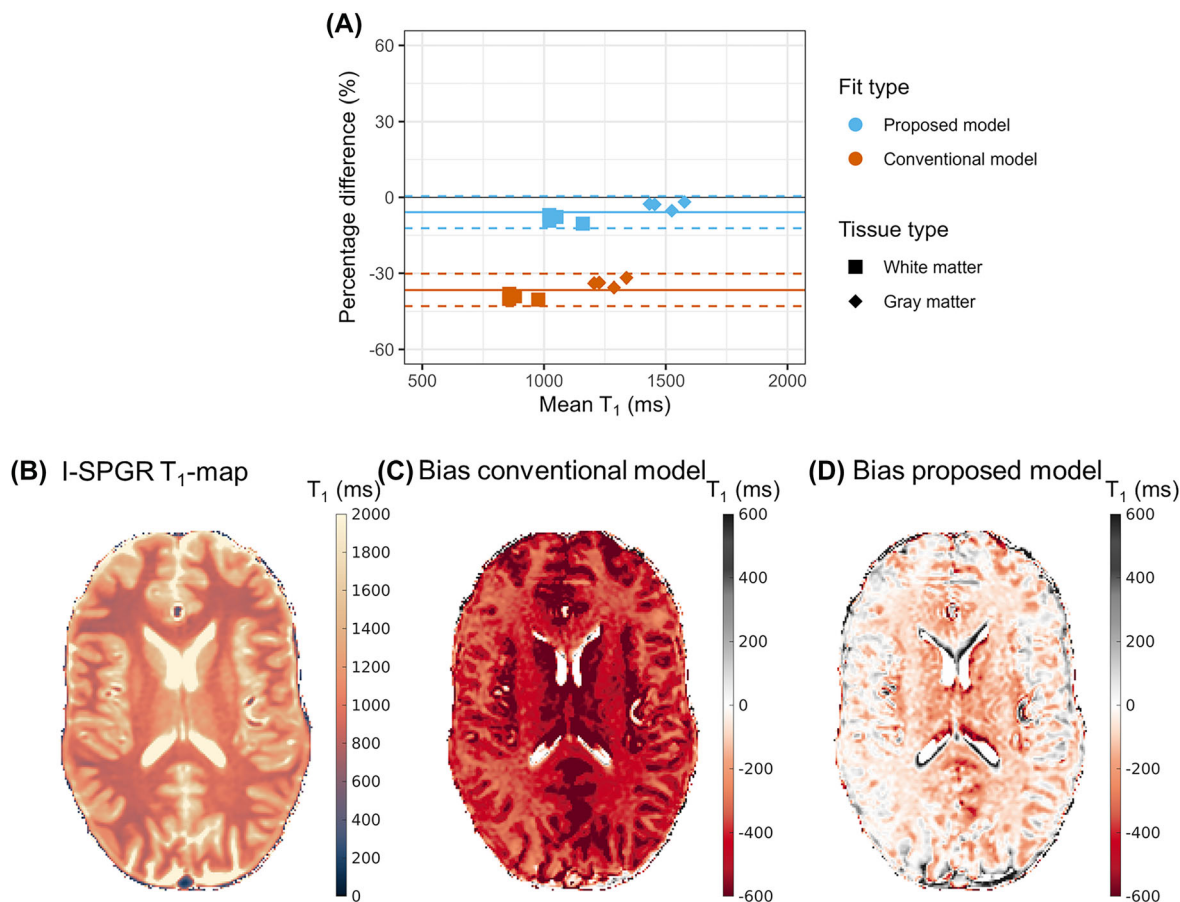 (A)
Percentage difference (%)
60
30
0
-30
-60
500 1000 1500 2000
Mean T₁ (ms)
Fit type
Proposed model
Conventional model
Tissue type
White matter
Gray matter
(B) I-SPGR T₁-map
T₁ (ms)
2000
1800
1600
1400
1200
1000
800
600
400
200
0
(C) Bias conventional model
T₁ (ms)
600
400
200
0
-200
-400
-600
(D) Bias proposed model
T₁ (ms)
600
400
200
0
-200
-400
-600